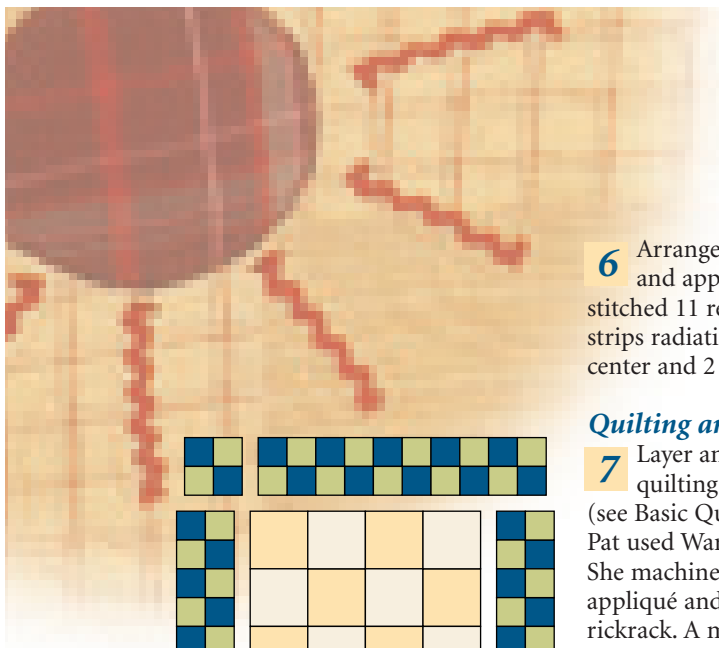 6 Arrange
and app
stitched 11 r
strips radiati
center and 2
Quilting an
7 Layer an
quilting
(see Basic Qu
Pat used War
She machine
appliqué and
rickrack. A m